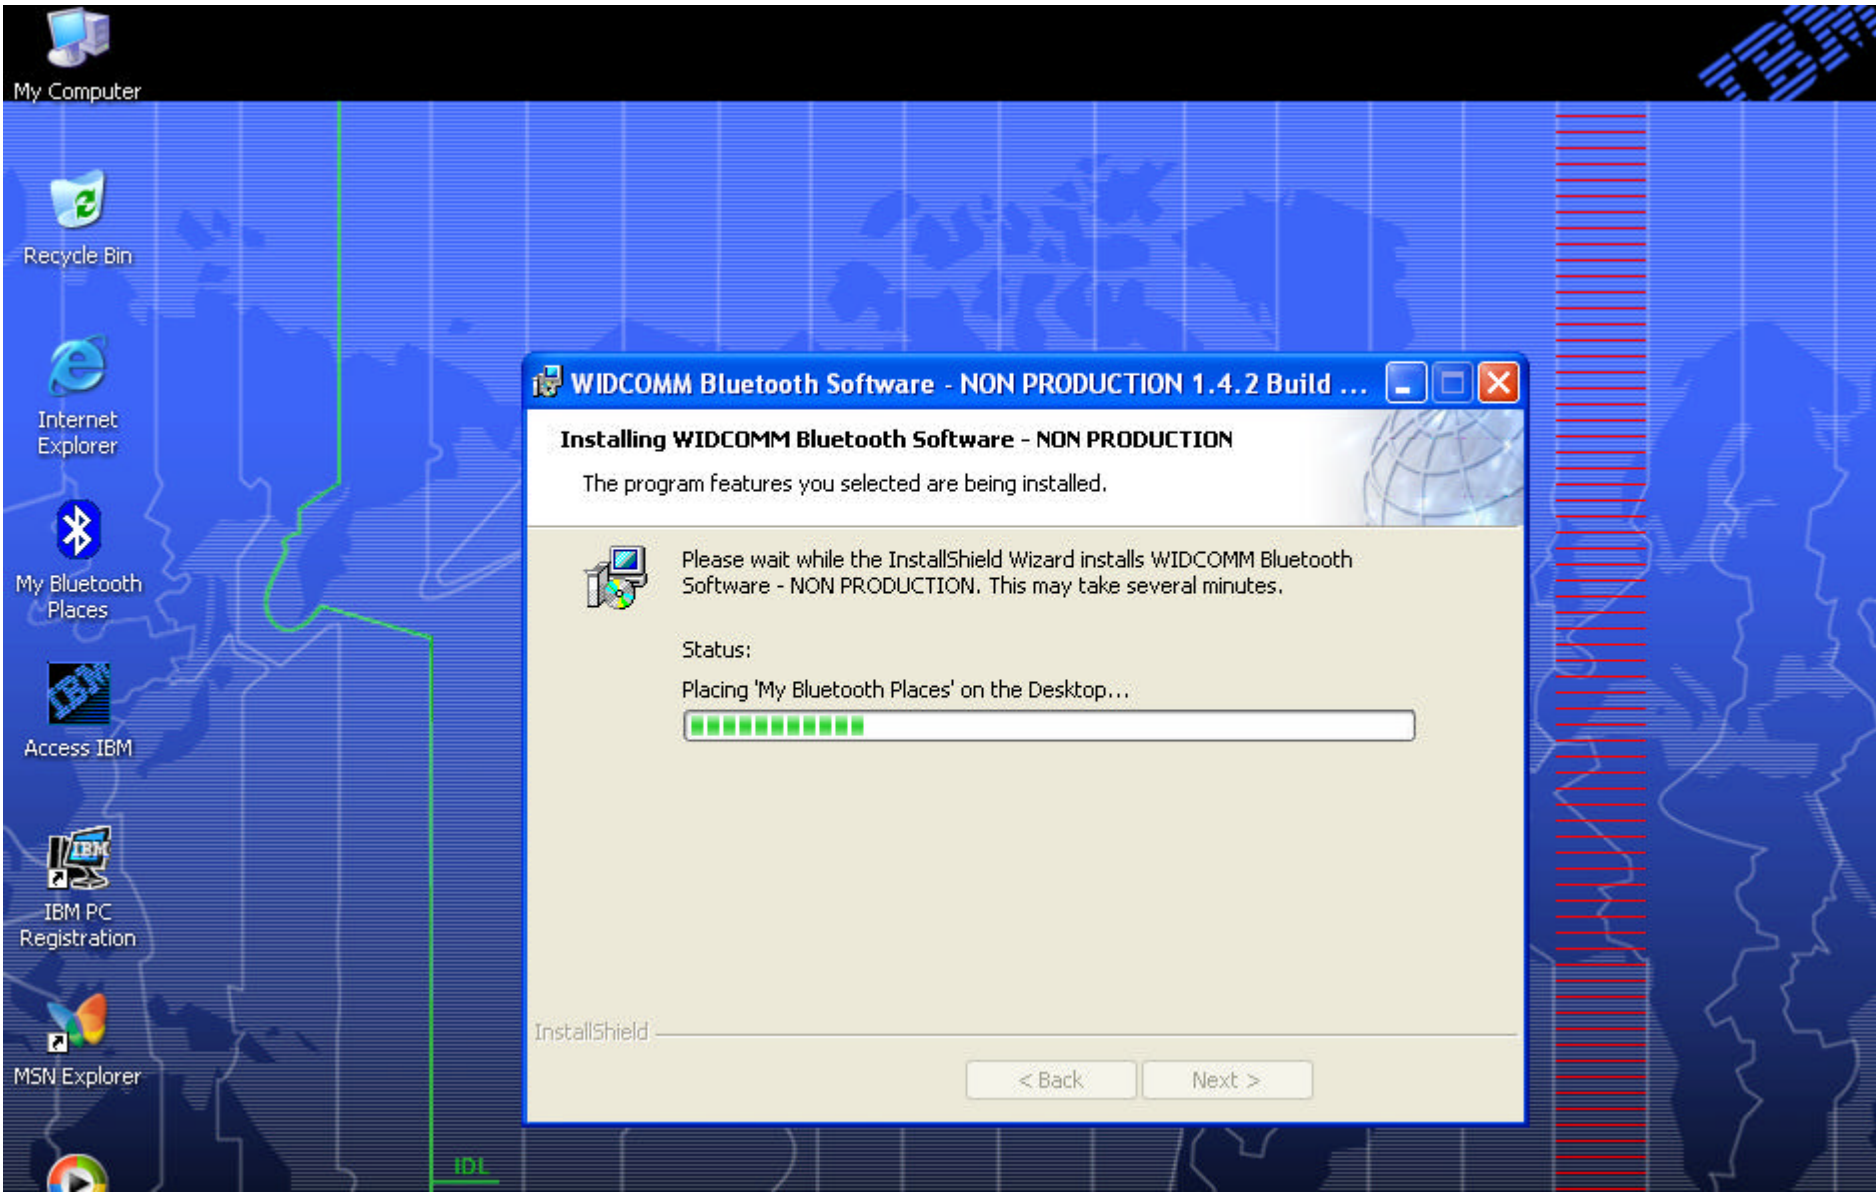 My Computer
IBM
Recycle Bin
Internet
Explorer
My Bluetooth
Places
IBM
Access IBM
IBM
IBM PC
Registration
MSN Explorer
WIDCOMM Bluetooth Software - NON PRODUCTION 1.4.2 Build ...
Installing WIDCOMM Bluetooth Software - NON PRODUCTION
The program features you selected are being installed.
Please wait while the InstallShield Wizard installs WIDCOMM Bluetooth
Software - NON PRODUCTION. This may take several minutes.
Status:
Placing 'My Bluetooth Places' on the Desktop...
InstallShield
< Back
Next >
IDL